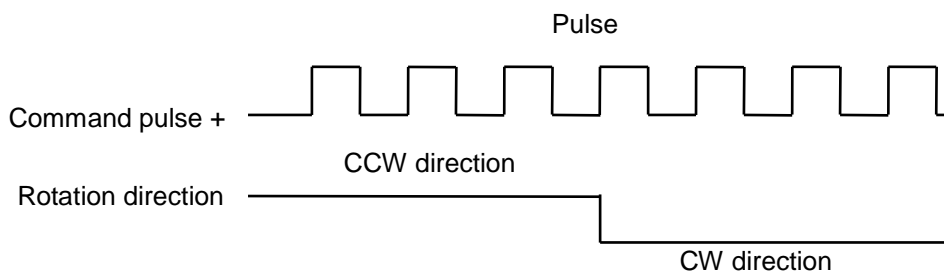 Pulse
Command pulse +
CCW direction
Rotation direction
CW direction